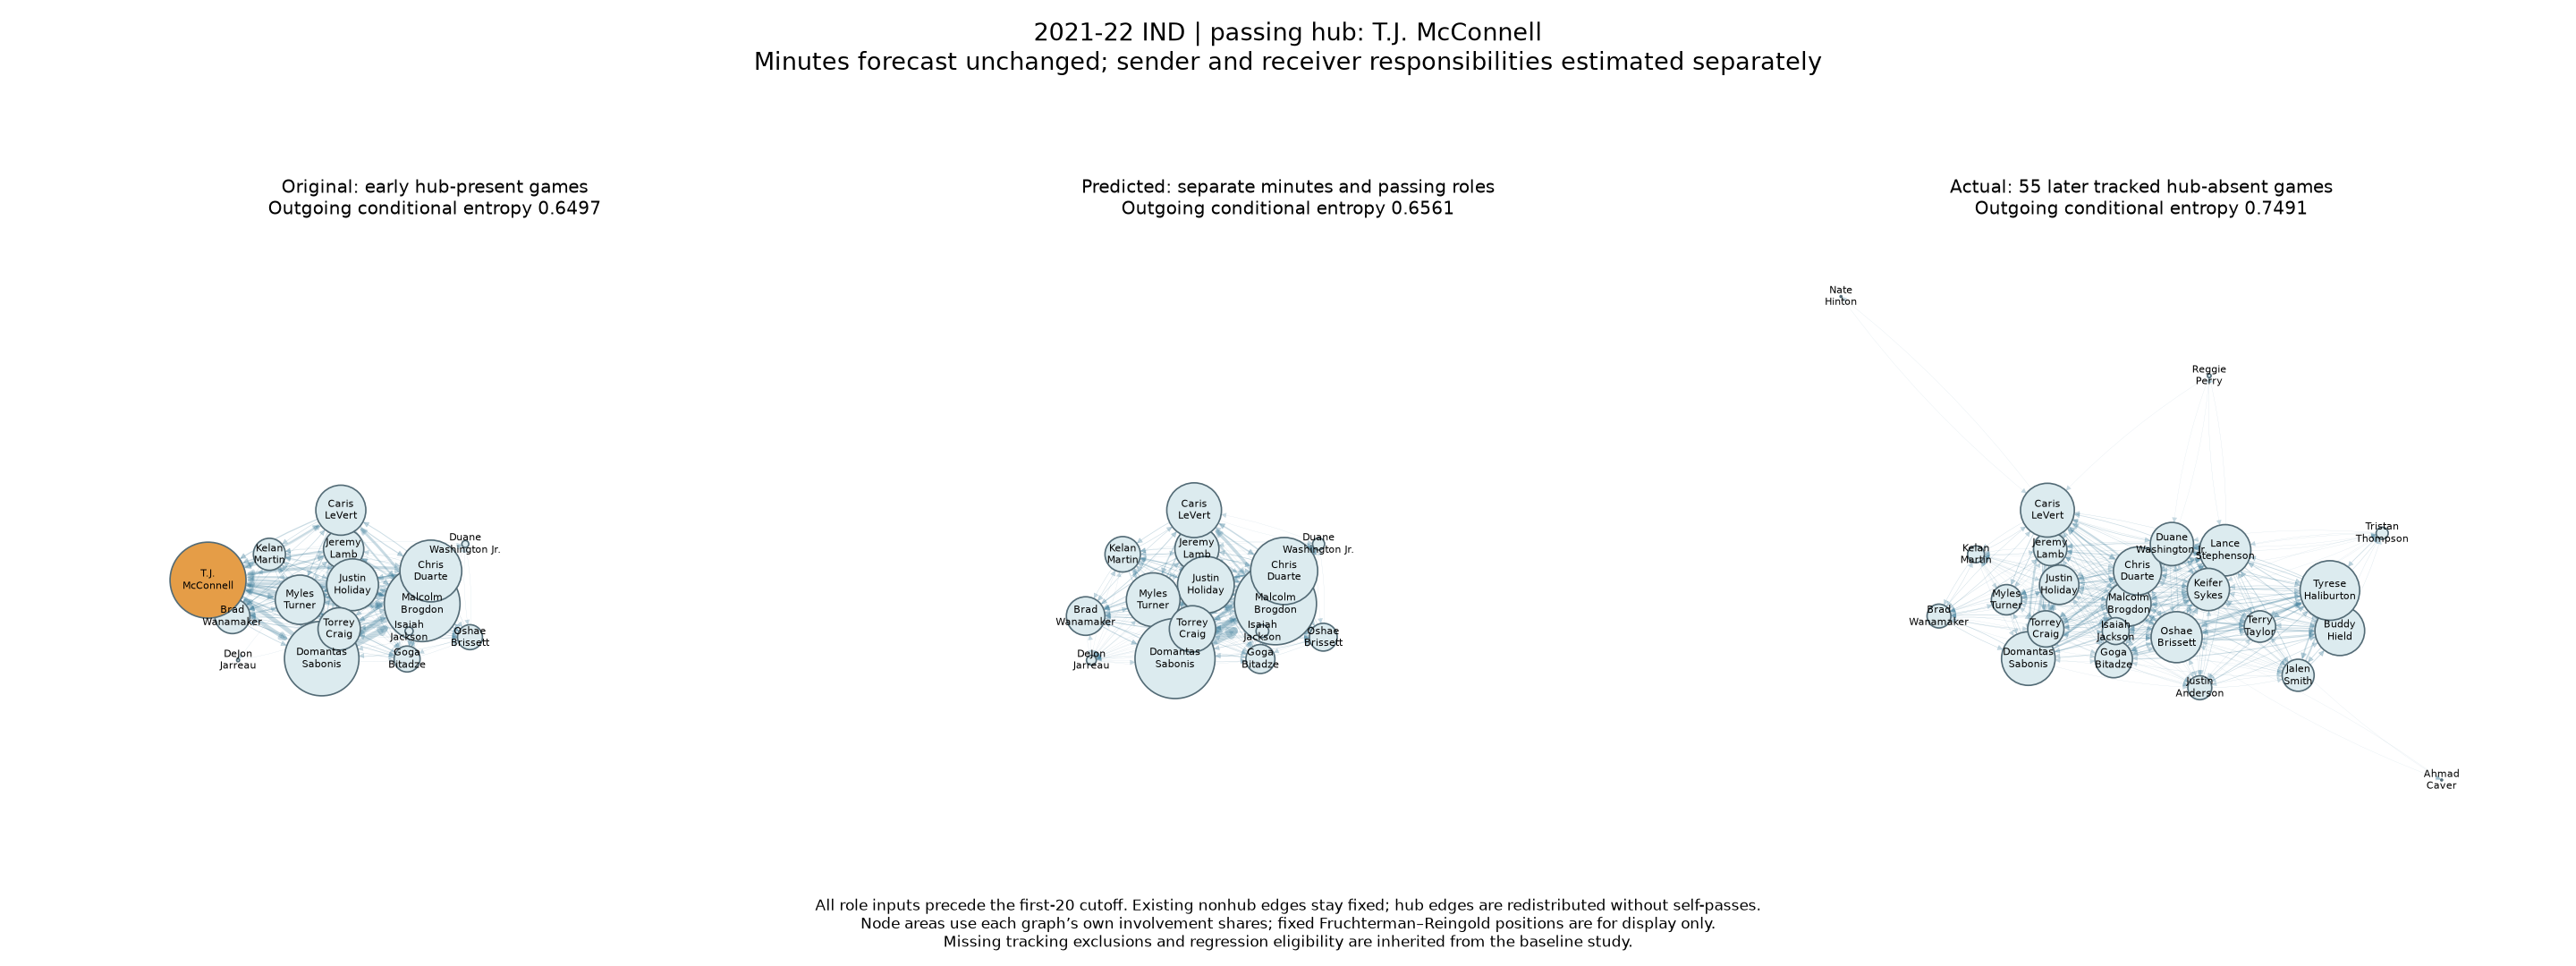 2021-22 IND | passing hub: T.J. McConnell
Minutes forecast unchanged; sender and receiver responsibilities estimated separately
Original: early hub-present games
Outgoing conditional entropy 0.6497
Caris
LeVert
Duane
Washington Jr.
Kelan
Martin
Jeremy
Lamb
Chris
Duarte
T.J.
McConnell
Justin
Holiday
Myles
Turner
Malcolm
Brogdon
Brad
Wanamaker
Torrey
Craig
Isaiah
Jackson
Oshae
Brissett
DeJon
Jarreau
Domantas
Sabonis
Goga
Bitadze
Predicted: separate minutes and passing roles
Outgoing conditional entropy 0.6561
Caris
LeVert
Duane
Washington Jr.
Kelan
Martin
Jeremy
Lamb
Chris
Duarte
Justin
Holiday
Myles
Turner
Malcolm
Brogdon
Brad
Wanamaker
Torrey
Craig
Isaiah
Jackson
Oshae
Brissett
DeJon
Jarreau
Domantas
Sabonis
Goga
Bitadze
Actual: 55 later tracked hub-absent games
Outgoing conditional entropy 0.7491
Nate
Hinton
Reggie
Perry
Caris
LeVert
Tristan
Thompson
Duane
Washington Jr.
Lance
Stephenson
Kelan
Martin
Jeremy
Lamb
Chris
Duarte
Justin
Holiday
Keifer
Sykes
Tyrese
Haliburton
Myles
Turner
Malcolm
Brogdon
Brad
Wanamaker
Torrey
Craig
Isaiah
Jackson
Oshae
Brissett
Terry
Taylor
Buddy
Hield
Domantas
Sabonis
Goga
Bitadze
Jalen
Smith
Justin
Anderson
Ahmad
Caver
All role inputs precede the first-20 cutoff. Existing nonhub edges stay fixed; hub edges are redistributed without self-passes.
Node areas use each graph’s own involvement shares; fixed Fruchterman–Reingold positions are for display only.
Missing tracking exclusions and regression eligibility are inherited from the baseline study.